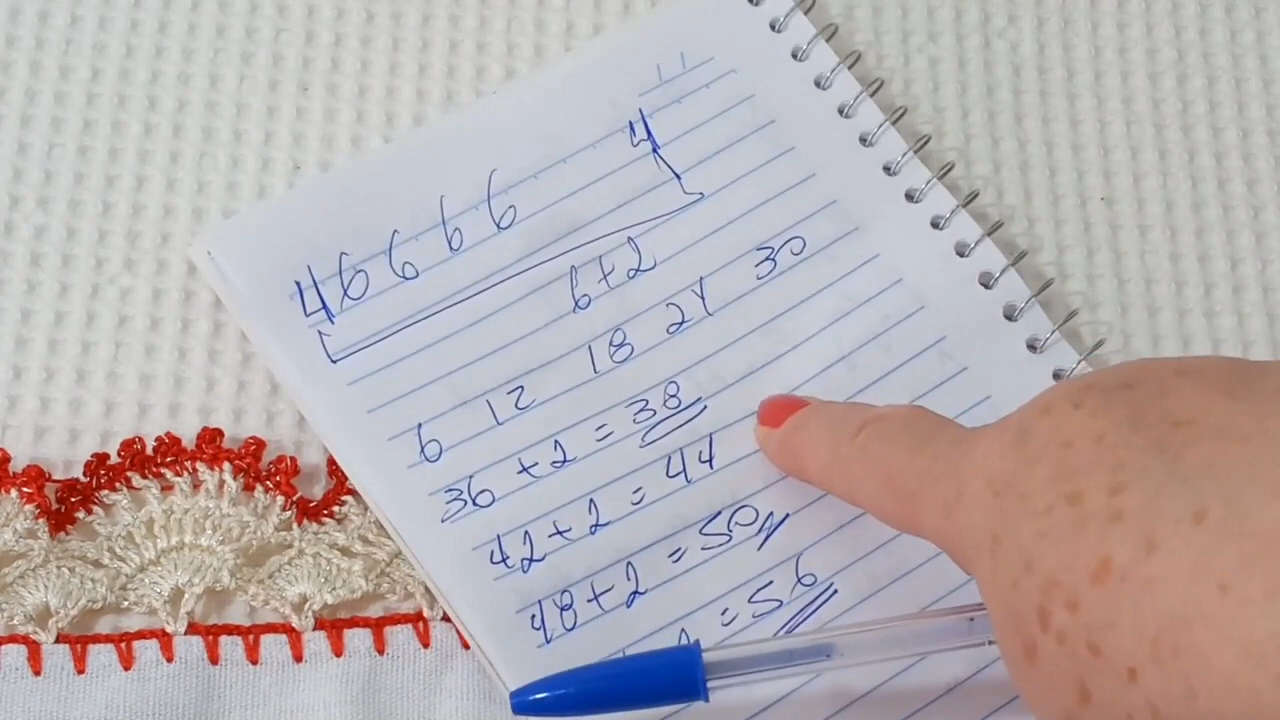 4 6 6 6 6 4
6+2
6 12 18 24 30
36 +2 = 38
42+2 = 44
48+2 = 50
= 56